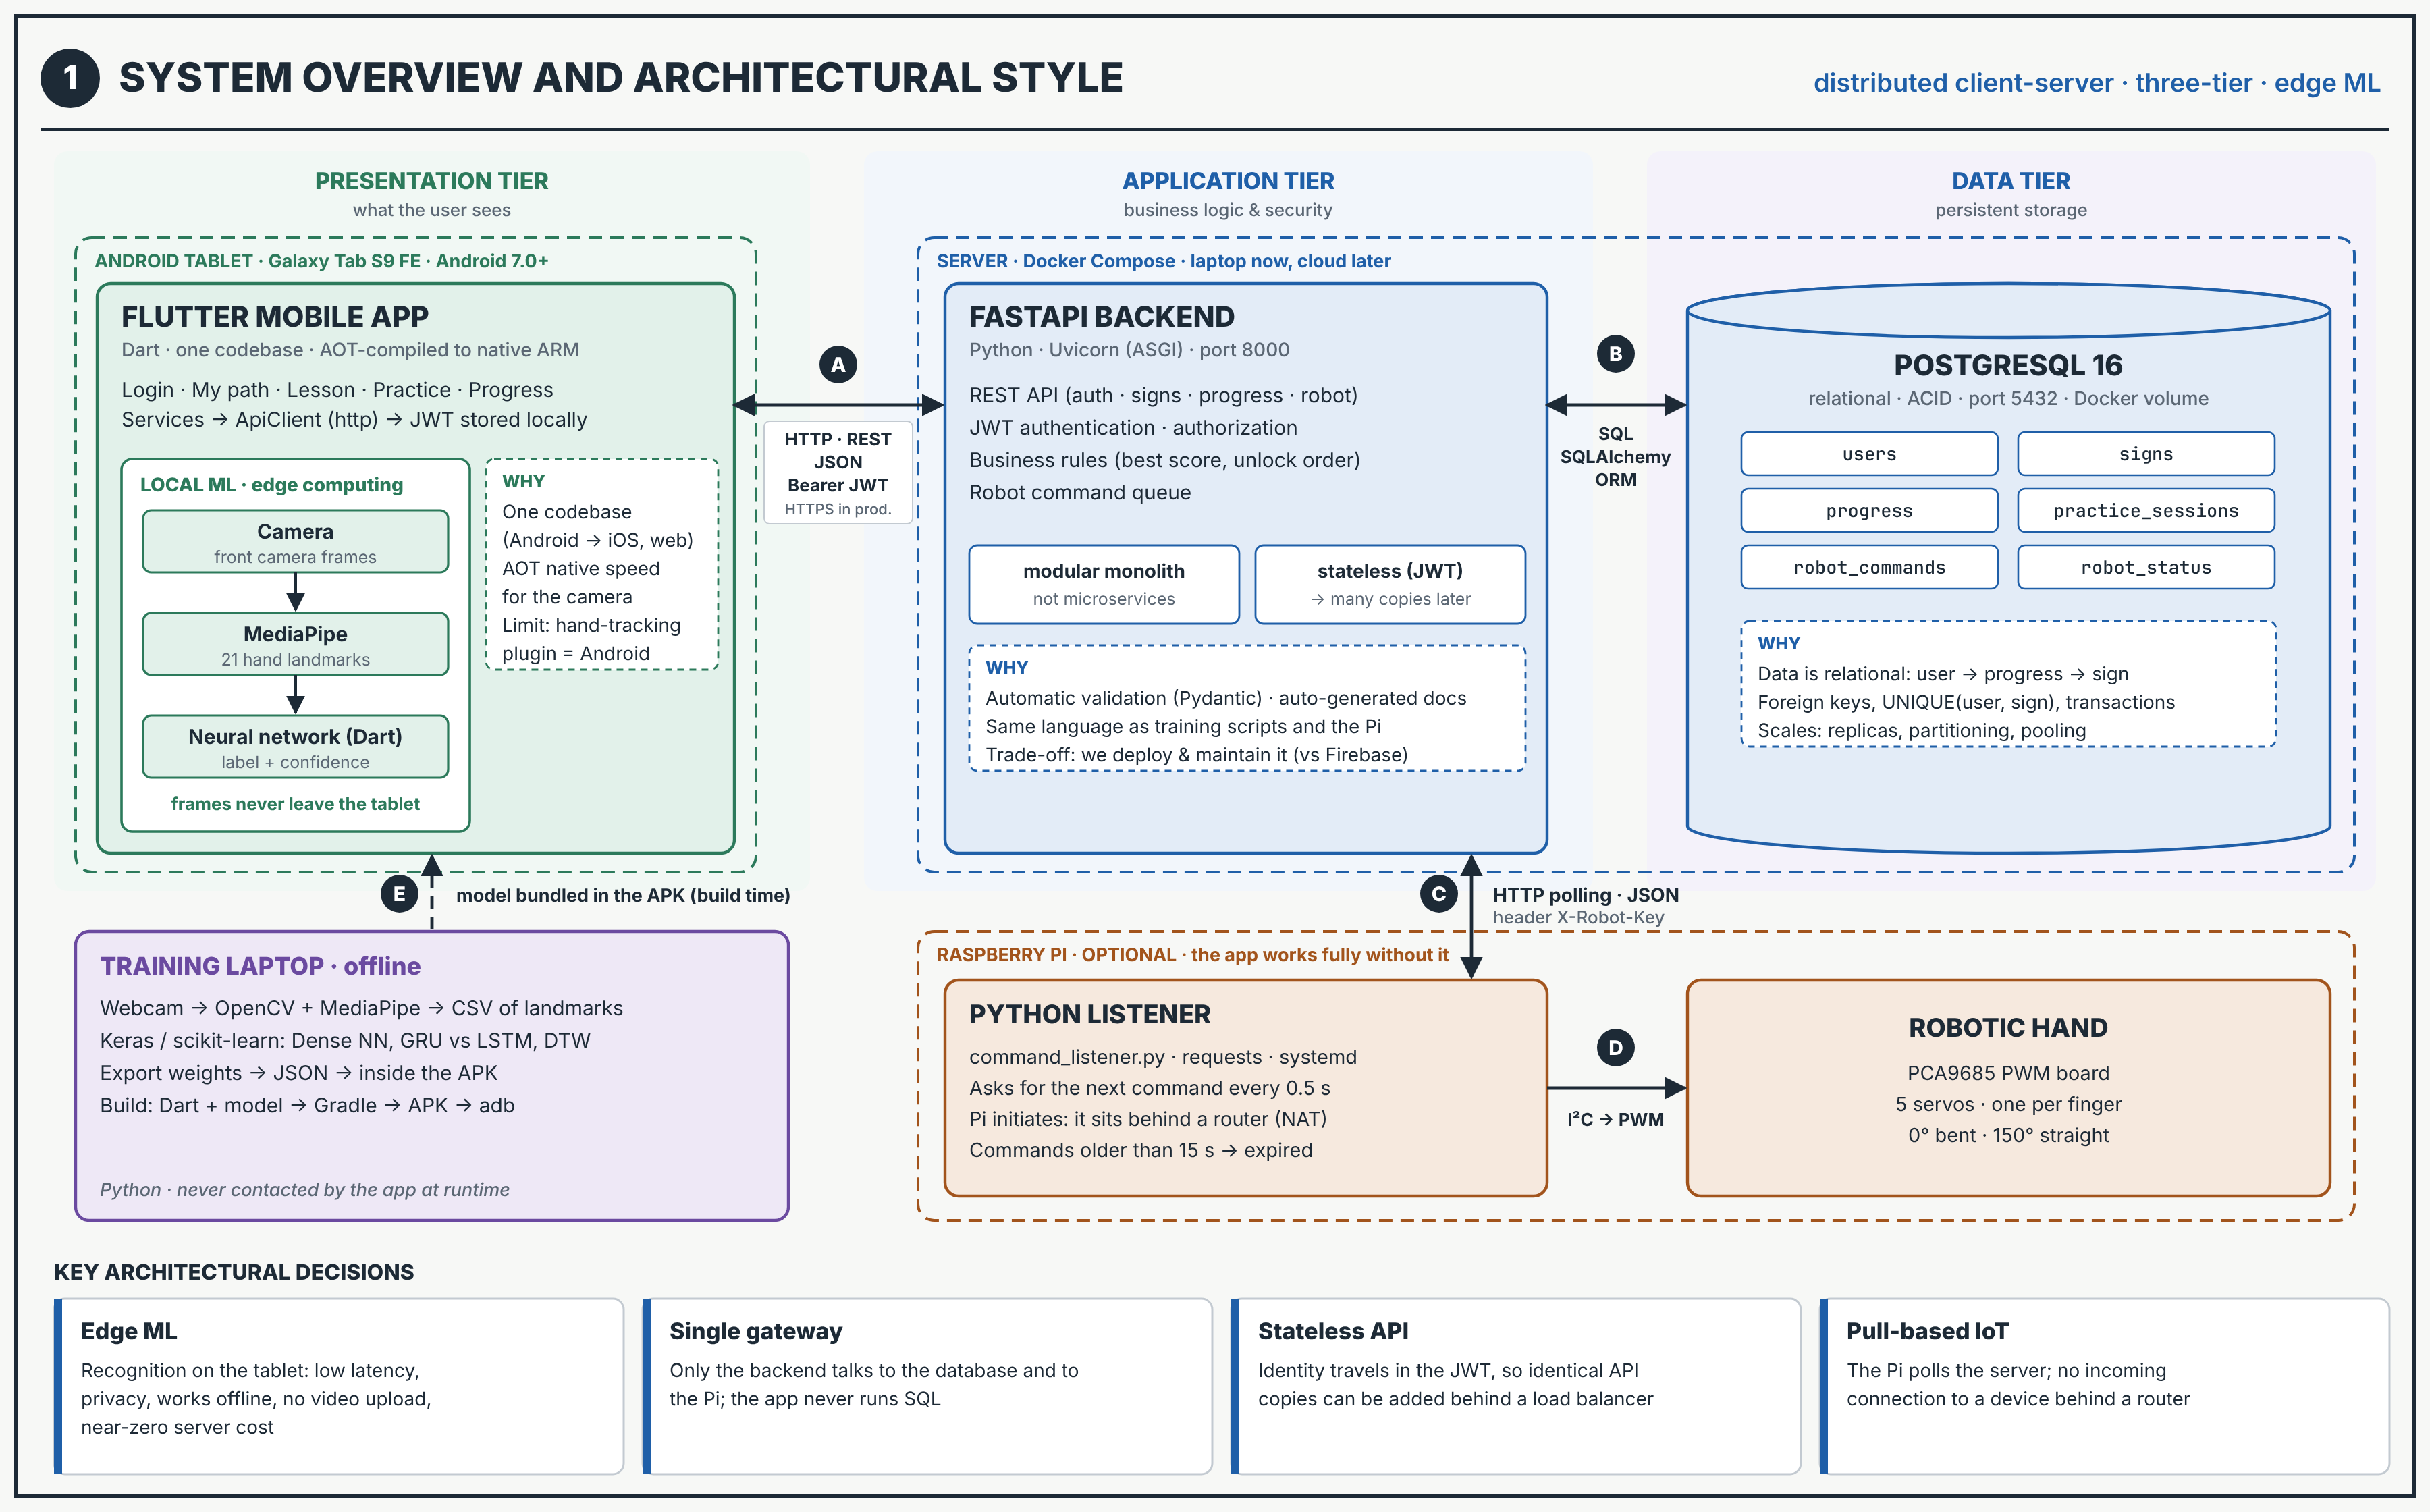 1
SYSTEM OVERVIEW AND ARCHITECTURAL STYLE
distributed client-server · three-tier · edge ML
PRESENTATION TIER
what the user sees
ANDROID TABLET · Galaxy Tab S9 FE · Android 7.0+
FLUTTER MOBILE APP
Dart · one codebase · AOT-compiled to native ARM
Login · My path · Lesson · Practice · Progress
Services → ApiClient (http) → JWT stored locally
LOCAL ML · edge computing
Camera
front camera frames
MediaPipe
21 hand landmarks
Neural network (Dart)
label + confidence
frames never leave the tablet
WHY
One codebase
(Android → iOS, web)
AOT native speed
for the camera
Limit: hand-tracking
plugin = Android
A
HTTP · REST
JSON
Bearer JWT
HTTPS in prod.
APPLICATION TIER
business logic & security
SERVER · Docker Compose · laptop now, cloud later
FASTAPI BACKEND
Python · Uvicorn (ASGI) · port 8000
REST API (auth · signs · progress · robot)
JWT authentication · authorization
Business rules (best score, unlock order)
Robot command queue
modular monolith
not microservices
stateless (JWT)
→ many copies later
WHY
Automatic validation (Pydantic) · auto-generated docs
Same language as training scripts and the Pi
Trade-off: we deploy & maintain it (vs Firebase)
B
SQL
SQLAlchemy
ORM
DATA TIER
persistent storage
POSTGRESQL 16
relational · ACID · port 5432 · Docker volume
users
signs
progress
practice_sessions
robot_commands
robot_status
WHY
Data is relational: user → progress → sign
Foreign keys, UNIQUE(user, sign), transactions
Scales: replicas, partitioning, pooling
E
model bundled in the APK (build time)
TRAINING LAPTOP · offline
Webcam → OpenCV + MediaPipe → CSV of landmarks
Keras / scikit-learn: Dense NN, GRU vs LSTM, DTW
Export weights → JSON → inside the APK
Build: Dart + model → Gradle → APK → adb
Python · never contacted by the app at runtime
C
HTTP polling · JSON
header X-Robot-Key
RASPBERRY PI · OPTIONAL · the app works fully without it
PYTHON LISTENER
command_listener.py · requests · systemd
Asks for the next command every 0.5 s
Pi initiates: it sits behind a router (NAT)
Commands older than 15 s → expired
D
I²C → PWM
ROBOTIC HAND
PCA9685 PWM board
5 servos · one per finger
0° bent · 150° straight
KEY ARCHITECTURAL DECISIONS
Edge ML
Recognition on the tablet: low latency,
privacy, works offline, no video upload,
near-zero server cost
Single gateway
Only the backend talks to the database and to
the Pi; the app never runs SQL
Stateless API
Identity travels in the JWT, so identical API
copies can be added behind a load balancer
Pull-based IoT
The Pi polls the server; no incoming
connection to a device behind a router